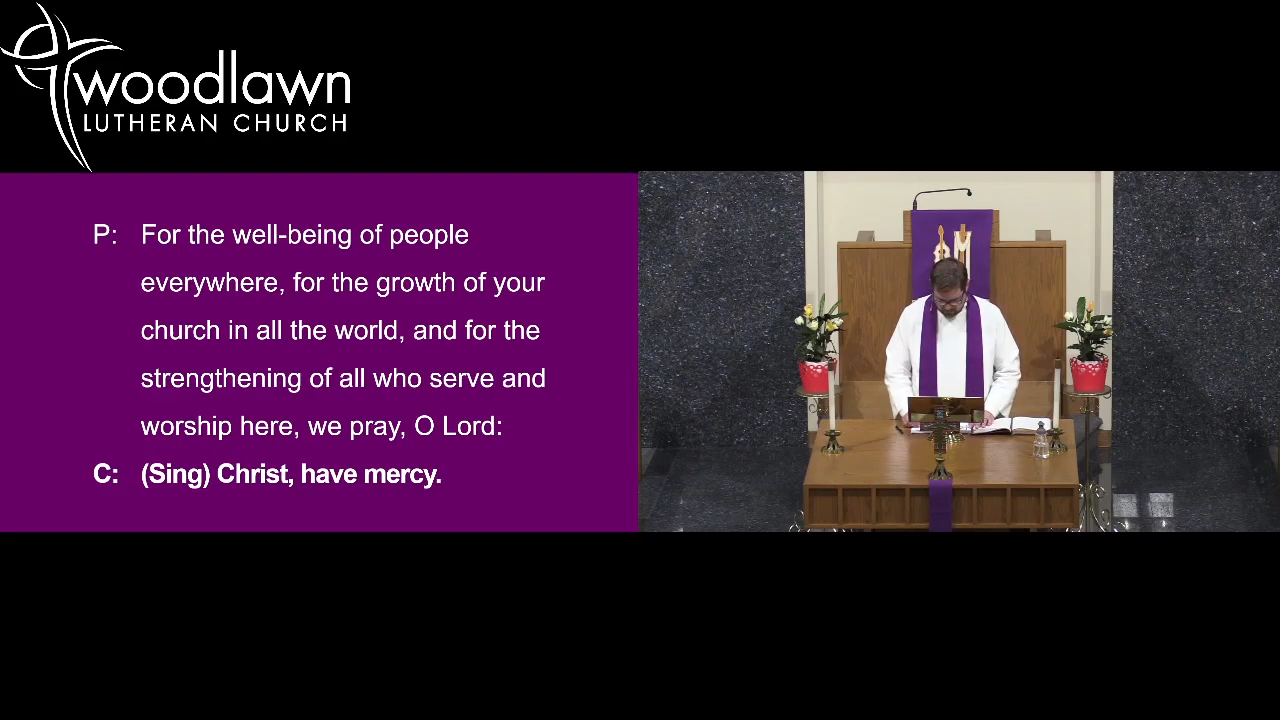 woodlawn
LUTHERAN CHURCH
P: For the well-being of people
everywhere, for the growth of your
church in all the world, and for the
strengthening of all who serve and
worship here, we pray, O Lord:
C: (Sing) Christ, have mercy.